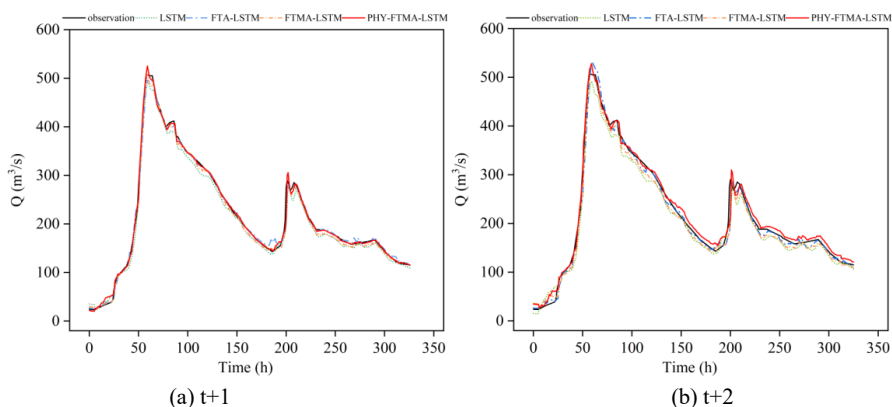 observation LSTM FTA-LSTM FTMA-LSTM PHY-FTMA-LSTM
600
500
400
300
200
100
0
Q (m³/s)
0 50 100 150 200 250 300 350
Time (h)
(a) t+1
observation LSTM FTA-LSTM FTMA-LSTM PHY-FTMA-LSTM
600
500
400
300
200
100
0
Q (m³/s)
0 50 100 150 200 250 300 350
Time (h)
(b) t+2